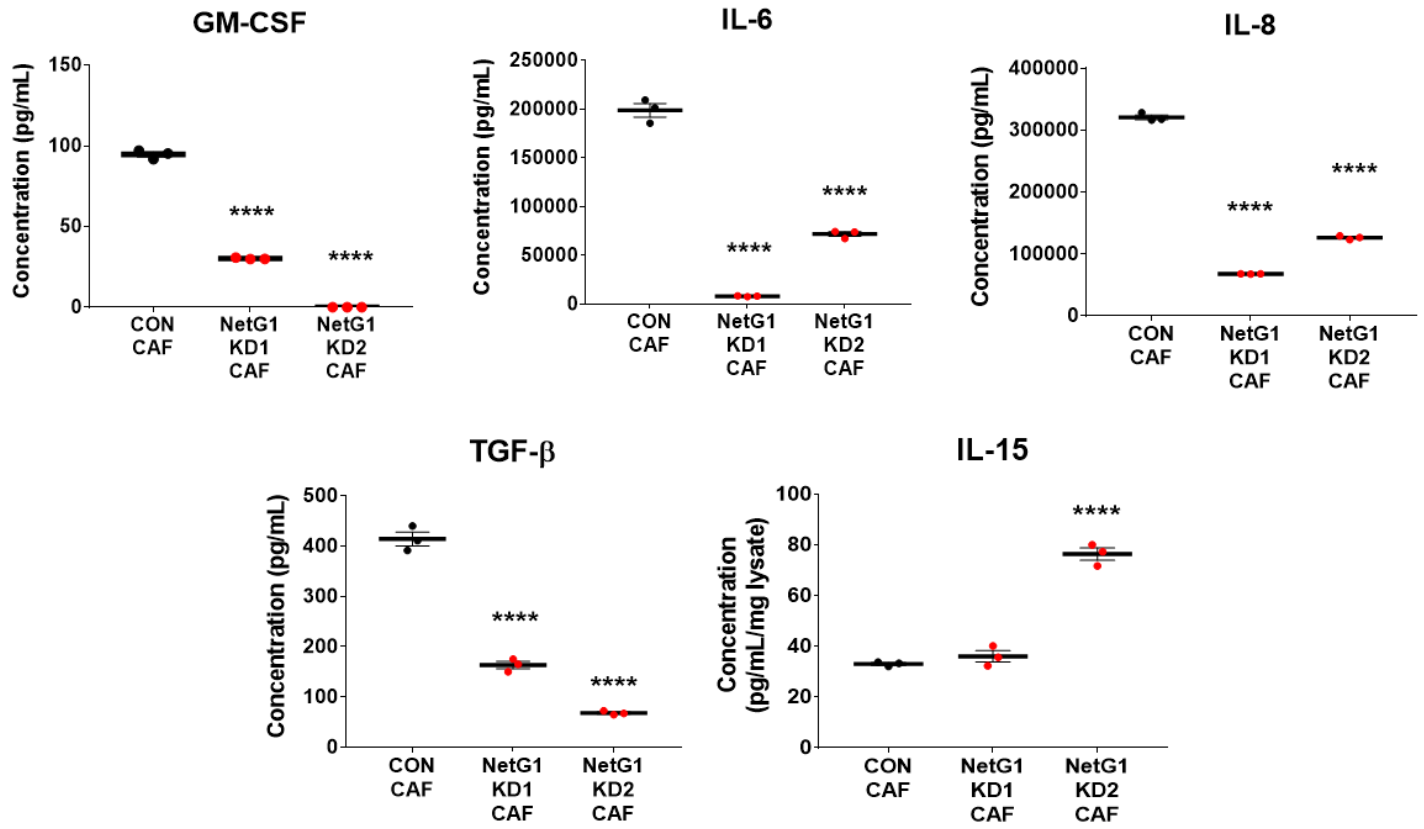 GM-CSF
Concentration (pg/mL)
150
100
50
0
****
****
CON
CAF
NetG1
KD1
CAF
NetG1
KD2
CAF
IL-6
Concentration (pg/mL)
250000
200000
150000
100000
50000
0
****
****
CON
CAF
NetG1
KD1
CAF
NetG1
KD2
CAF
IL-8
Concentration (pg/mL)
400000
300000
200000
100000
0
****
****
CON
CAF
NetG1
KD1
CAF
NetG1
KD2
CAF
TGF-β
Concentration (pg/mL)
500
400
300
200
100
0
****
****
CON
CAF
NetG1
KD1
CAF
NetG1
KD2
CAF
IL-15
Concentration
(pg/mL/mg lysate)
100
80
60
40
20
0
****
CON
CAF
NetG1
KD1
CAF
NetG1
KD2
CAF